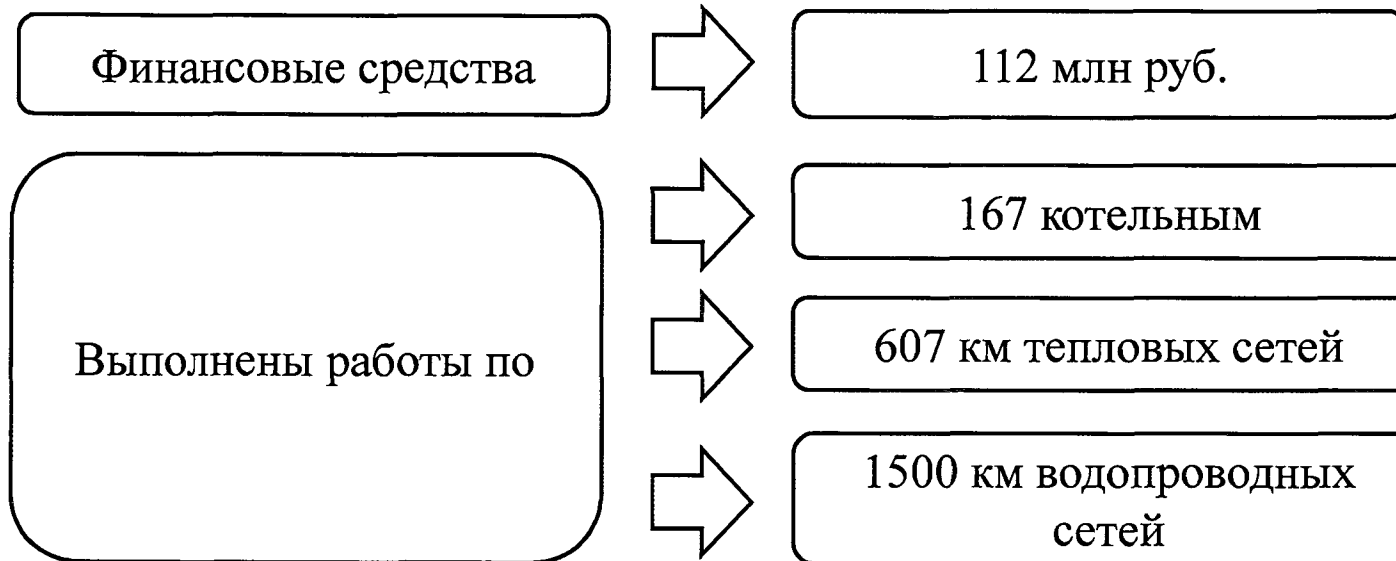 Финансовые средства
112 млн руб.
Выполнены работы по
167 котельным
607 км тепловых сетей
1500 км водопроводных
сетей